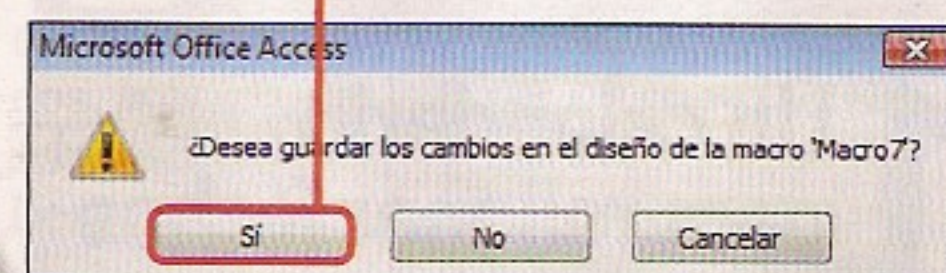 Microsoft Office Access
¿Desea guardar los cambios en el diseño de la macro 'Macro7'?
Sí
No
Cancelar